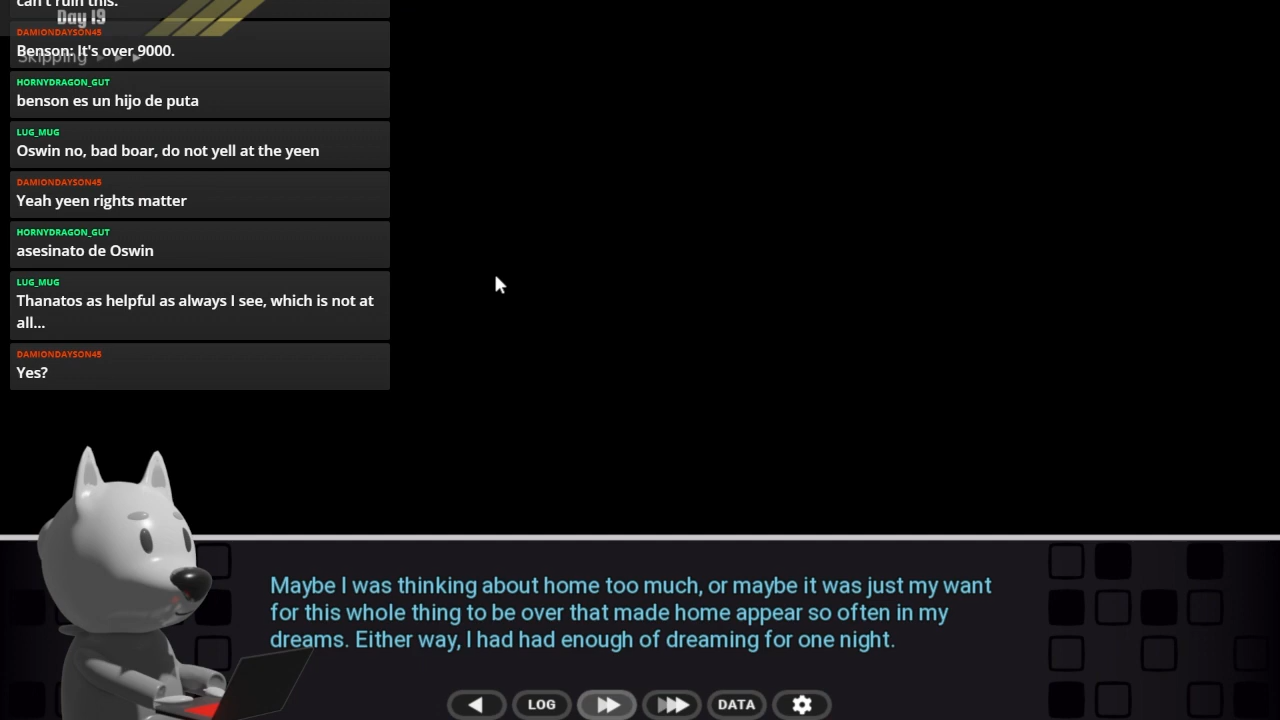 can't ruin this.
Day 19
DAMIONDAYSON45
Benson: It's over 9000.
Skipping
HORNYDRAGON_GUT
benson es un hijo de puta
LUG_MUG
Oswin no, bad boar, do not yell at the yeen
DAMIONDAYSON45
Yeah yeen rights matter
HORNYDRAGON_GUT
asesinato de Oswin
LUG_MUG
Thanatos as helpful as always I see, which is not at
all...
DAMIONDAYSON45
Yes?
Maybe I was thinking about home too much, or maybe it was just my want
for this whole thing to be over that made home appear so often in my
dreams. Either way, I had had enough of dreaming for one night.
LOG
DATA